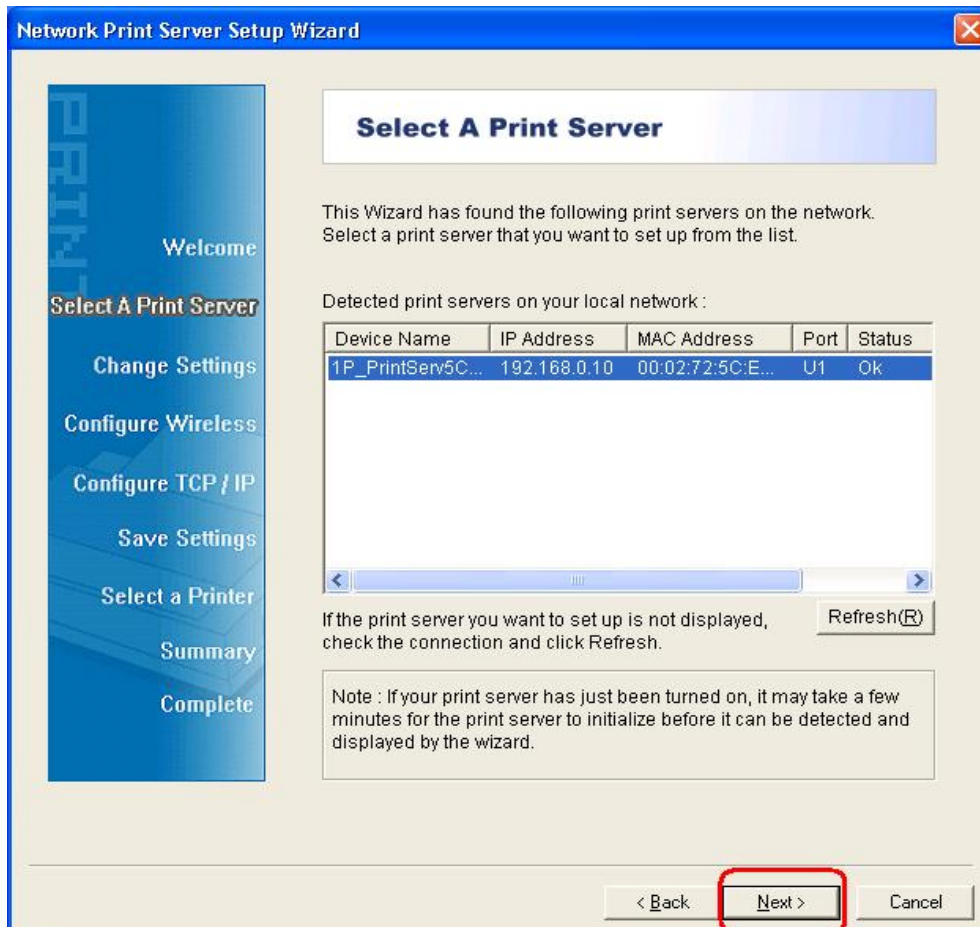 Network Print Server Setup Wizard
PRINT
Welcome
Select A Print Server
Change Settings
Configure Wireless
Configure TCP / IP
Save Settings
Select a Printer
Summary
Complete
Select A Print Server
This Wizard has found the following print servers on the network.
Select a print server that you want to set up from the list.
Detected print servers on your local network :
Device Name IP Address MAC Address Port Status
1P_PrintServ5C... 192.168.0.10 00:02:72:5C:E... U1 Ok
If the print server you want to set up is not displayed,
check the connection and click Refresh.
Refresh(R)
Note : If your print server has just been turned on, it may take a few
minutes for the print server to initialize before it can be detected and
displayed by the wizard.
< Back Next > Cancel